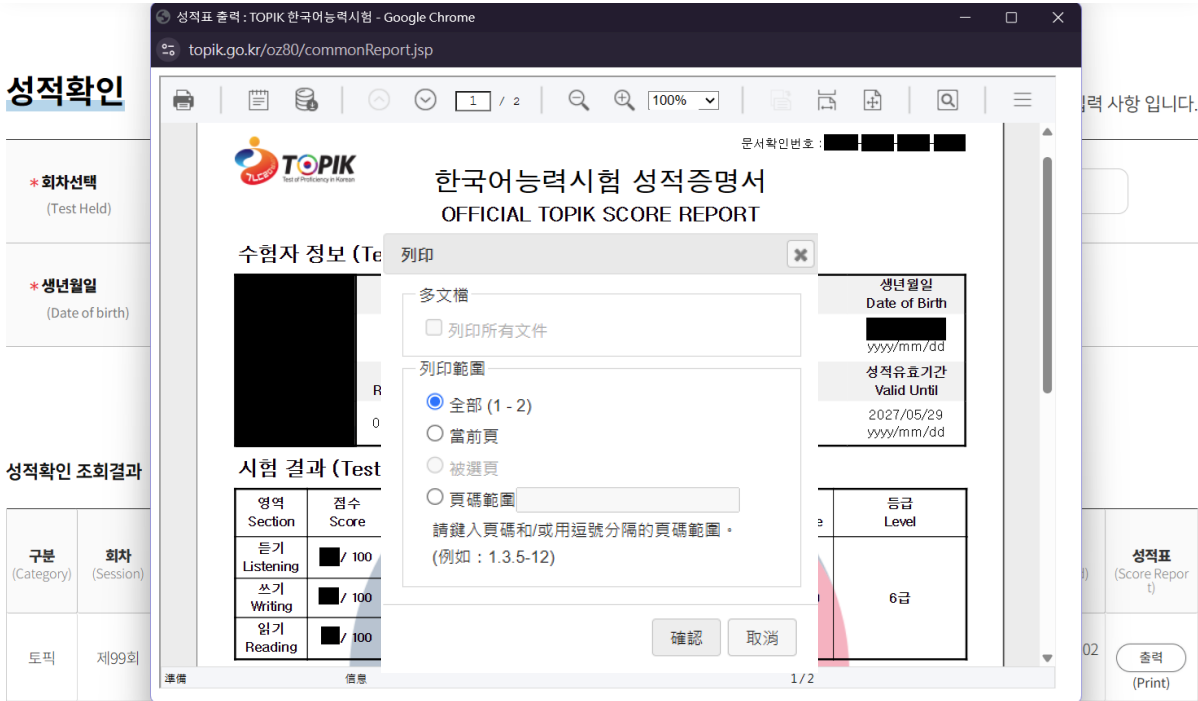 성적표 출력 : TOPIK 한국어능력시험 - Google Chrome
topik.go.kr/oz80/commonReport.jsp
성적확인
력 사항 입니다.
1 / 2
100%
TOPIK
Test of Proficiency in Korean
문서확인번호 :
한국어능력시험 성적증명서
OFFICIAL TOPIK SCORE REPORT
* 회차선택
(Test Held)
* 생년월일
(Date of birth)
수험자 정보 (Te
생년월일
Date of Birth
yyyy/mm/dd
성적유효기간
Valid Until
2027/05/29
yyyy/mm/dd
R
0
列印
多文檔
列印所有文件
列印範圍
全部 (1 - 2)
當前頁
被選頁
頁碼範圍
請鍵入頁碼和/或用逗號分隔的頁碼範圍。
(例如：1.3.5-12)
確認
取消
시험 결과 (Test
영역
Section
점수
Score
e
등급
Level
듣기
Listening
/ 100
쓰기
Writing
/ 100
6급
읽기
Reading
/ 100
準備
信息
1/2
성적확인 조회결과
구분
(Category)
회차
(Session)
)
성적표
(Score Repor
t)
토픽
제99회
02
출력
(Print)